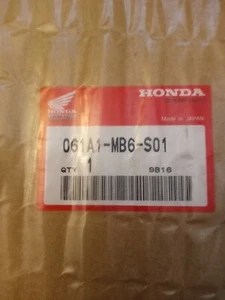 HONDA
Made in JAPAN
061A1-MB6-S01
QTY 1 9816